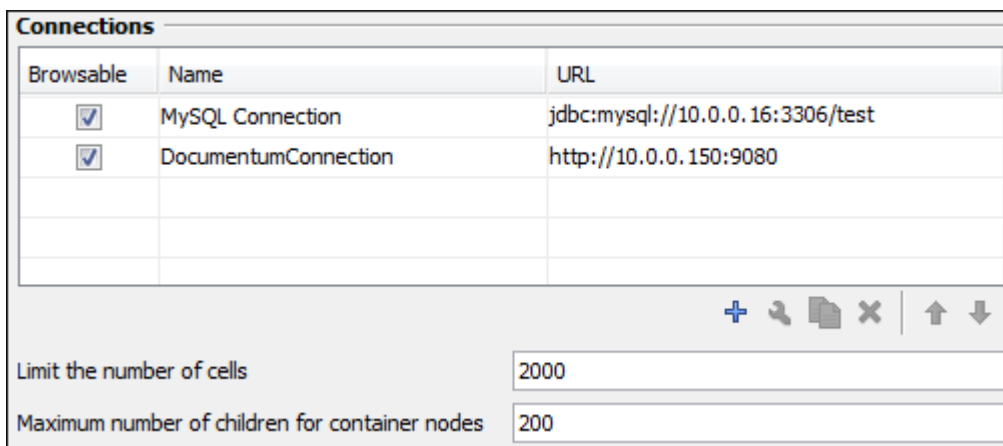 Connections
Browsable Name URL
MySQL Connection jdbc:mysql://10.0.0.16:3306/test
DocumentumConnection http://10.0.0.150:9080
Limit the number of cells 2000
Maximum number of children for container nodes 200